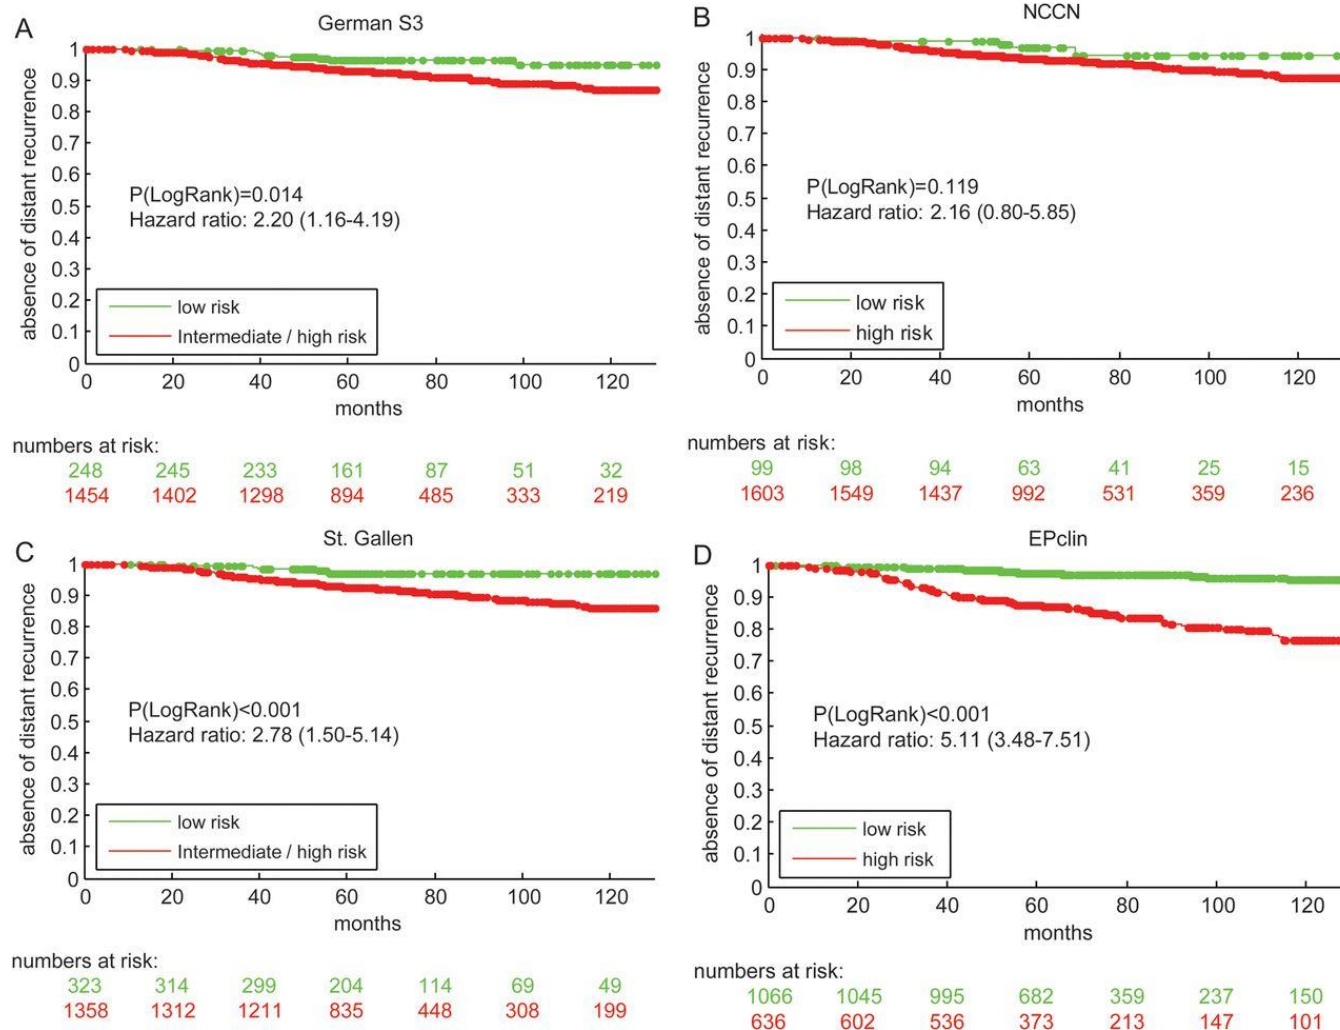 A
German S3
1
0.9
0.8
0.7
0.6
0.5
0.4
0.3
0.2
0.1
0
absence of distant recurrence
P(LogRank)=0.014
Hazard ratio: 2.20 (1.16-4.19)
low risk
Intermediate / high risk
0 20 40 60 80 100 120
months
numbers at risk:
248 245 233 161 87 51 32
1454 1402 1298 894 485 333 219
B
NCCN
1
0.9
0.8
0.7
0.6
0.5
0.4
0.3
0.2
0.1
0
absence of distant recurrence
P(LogRank)=0.119
Hazard ratio: 2.16 (0.80-5.85)
low risk
high risk
0 20 40 60 80 100 120
months
numbers at risk:
99 98 94 63 41 25 15
1603 1549 1437 992 531 359 236
C
St. Gallen
1
0.9
0.8
0.7
0.6
0.5
0.4
0.3
0.2
0.1
0
absence of distant recurrence
P(LogRank)<0.001
Hazard ratio: 2.78 (1.50-5.14)
low risk
Intermediate / high risk
0 20 40 60 80 100 120
months
numbers at risk:
323 314 299 204 114 69 49
1358 1312 1211 835 448 308 199
D
EPclin
1
0.9
0.8
0.7
0.6
0.5
0.4
0.3
0.2
0.1
0
absence of distant recurrence
P(LogRank)<0.001
Hazard ratio: 5.11 (3.48-7.51)
low risk
high risk
0 20 40 60 80 100 120
months
numbers at risk:
1066 1045 995 682 359 237 150
636 602 536 373 213 147 101